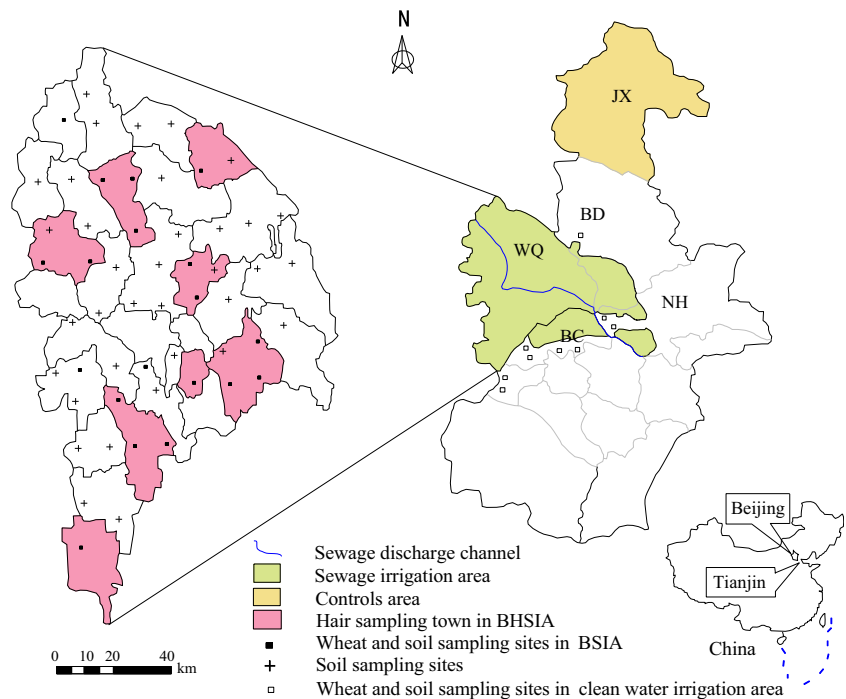 N
JX
BD
WQ
NH
BC
Beijing
Tianjin
China
Sewage discharge channel
Sewage irrigation area
Controls area
Hair sampling town in BHSIA
Wheat and soil sampling sites in BSIA
Soil sampling sites
Wheat and soil sampling sites in clean water irrigation area
0 10 20 40
km